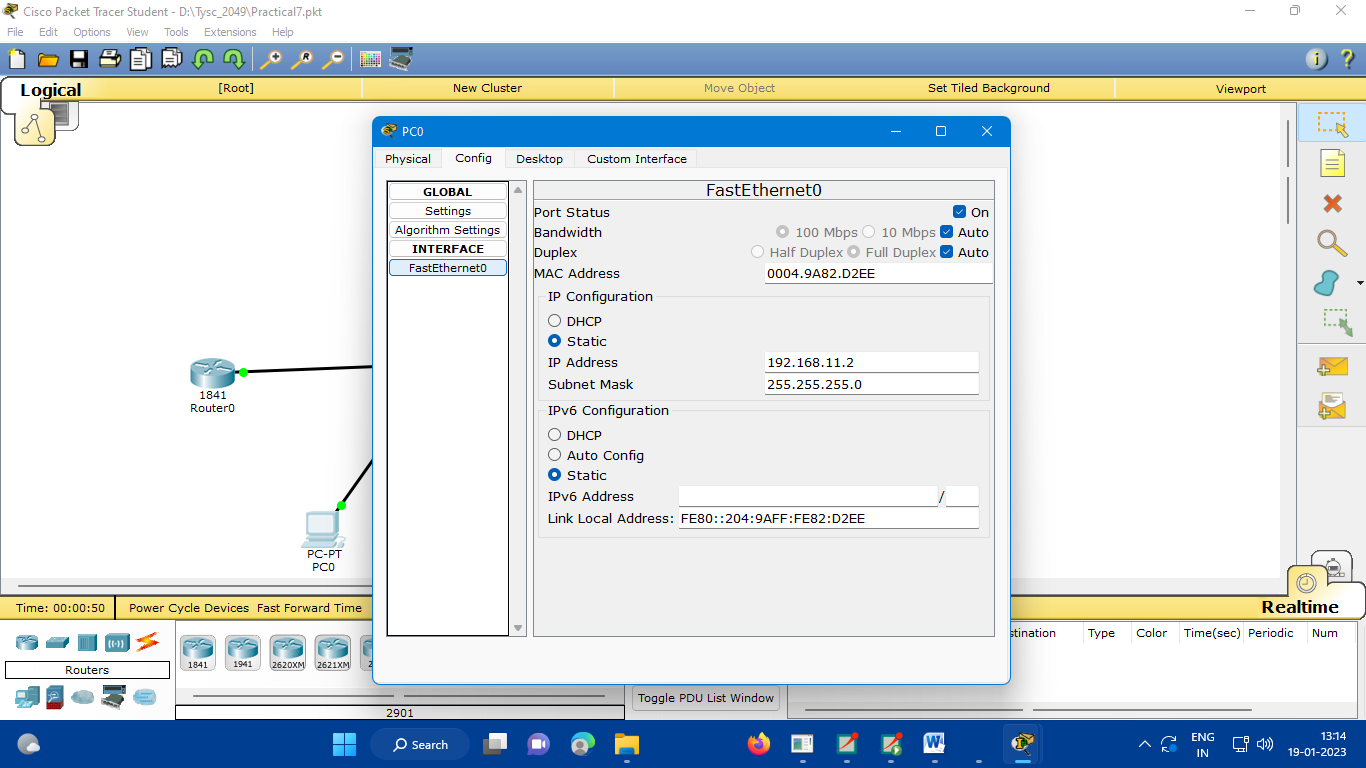 Cisco Packet Tracer Student - D:\Tysc_2049\Practical7.pkt
File Edit Options View Tools Extensions Help
Logical [Root] New Cluster Move Object Set Tiled Background Viewport
PC0
Physical Config Desktop Custom Interface
GLOBAL
Settings
Algorithm Settings
INTERFACE
FastEthernet0
FastEthernet0
Port Status On
Bandwidth 100 Mbps 10 Mbps Auto
Duplex Half Duplex Full Duplex Auto
MAC Address 0004.9A82.D2EE
IP Configuration
DHCP
Static
IP Address 192.168.11.2
Subnet Mask 255.255.255.0
IPv6 Configuration
DHCP
Auto Config
Static
IPv6 Address /
Link Local Address: FE80::204:9AFF:FE82:D2EE
1841
Router0
PC-PT
PC0
Time: 00:00:50 Power Cycle Devices Fast Forward Time
Realtime
Routers
1841 1941 2620XM 2621XM
2901
stination Type Color Time(sec) Periodic Num
Toggle PDU List Window
Search
ENG
IN
13:14
19-01-2023